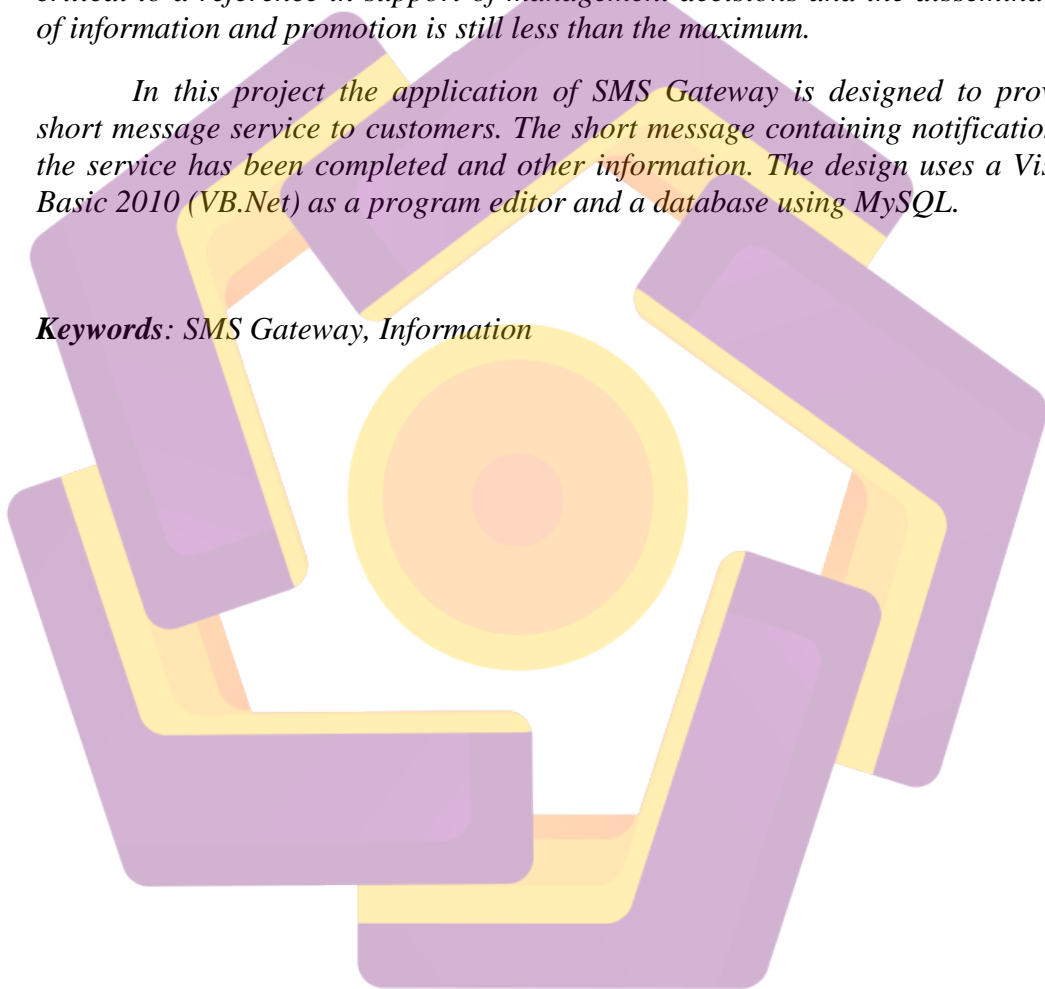 of information and promotion is still less than the maximum.
In this project the application of SMS Gateway is designed to
short message service to customers. The short message containing
the service has been completed and other information. The design uses a
Basic 2010 (VB.Net) as a program editor and a database using MySQL.
Keywords: SMS Gateway, Information